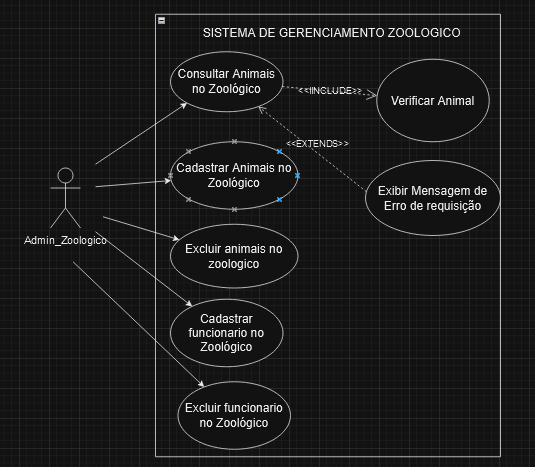 SISTEMA DE GERENCIAMENTO ZOOLOGICO
Consultar Animais
no Zoológico
<<IINCLUDE>>
Verificar Animal
<<EXTENDS>>
Cadastrar Animais no
Zoológico
Exibir Mensagem de
Erro de requisição
Admin_Zoologico
Excluir animais no
zoologico
Cadastrar
funcionario no
Zoológico
Excluir funcionario
no Zoológico